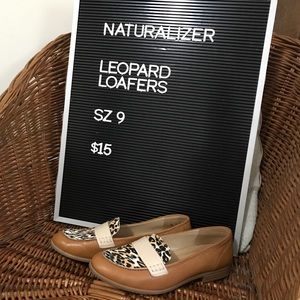 NATURALIZER
LEOPARD
LOAFERS
SZ 9
$15